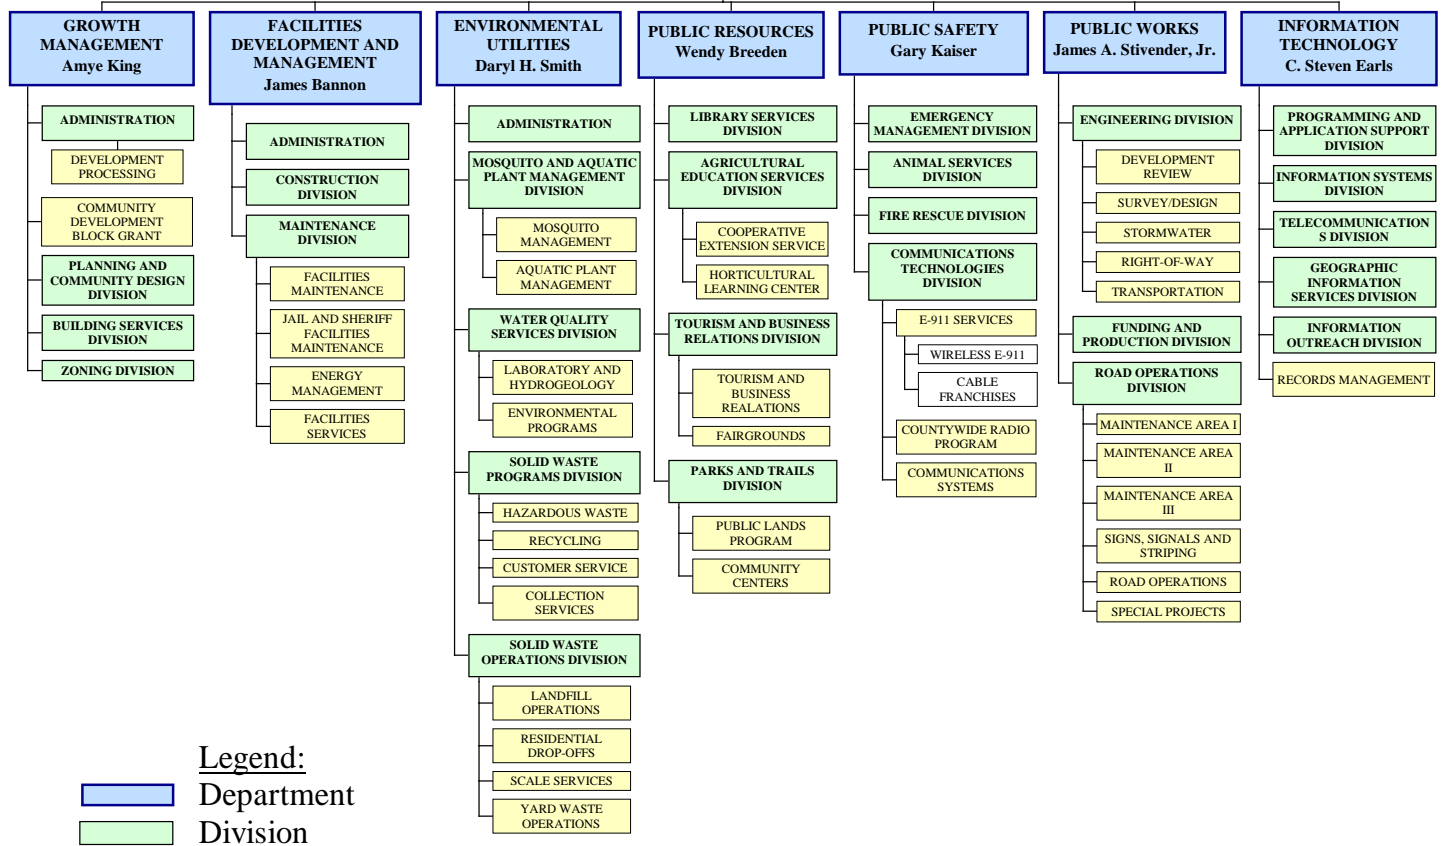 GROWTH
MANAGEMENT
Amye King
ADMINISTRATION
DEVELOPMENT
PROCESSING
COMMUNITY
DEVELOPMENT
BLOCK GRANT
PLANNING AND
COMMUNITY DESIGN
DIVISION
BUILDING SERVICES
DIVISION
ZONING DIVISION
FACILITIES
DEVELOPMENT AND
MANAGEMENT
James Bannon
ADMINISTRATION
CONSTRUCTION
DIVISION
MAINTENANCE
DIVISION
FACILITIES
MAINTENANCE
JAIL AND SHERIFF
FACILITIES
MAINTENANCE
ENERGY
MANAGEMENT
FACILITIES
SERVICES
ENVIRONMENTAL
UTILITIES
Daryl H. Smith
ADMINISTRATION
MOSQUITO AND AQUATIC
PLANT MANAGEMENT
DIVISION
MOSQUITO
MANAGEMENT
AQUATIC PLANT
MANAGEMENT
WATER QUALITY
SERVICES DIVISION
LABORATORY AND
HYDROGEOLOGY
ENVIRONMENTAL
PROGRAMS
SOLID WASTE
PROGRAMS DIVISION
HAZARDOUS WASTE
RECYCLING
CUSTOMER SERVICE
COLLECTION
SERVICES
SOLID WASTE
OPERATIONS DIVISION
LANDFILL
OPERATIONS
RESIDENTIAL
DROP-OFFS
SCALE SERVICES
YARD WASTE
OPERATIONS
PUBLIC RESOURCES
Wendy Breeden
LIBRARY SERVICES
DIVISION
AGRICULTURAL
EDUCATION SERVICES
DIVISION
COOPERATIVE
EXTENSION SERVICE
HORTICULTURAL
LEARNING CENTER
TOURISM AND BUSINESS
RELATIONS DIVISION
TOURISM AND
BUSINESS
REALATIONS
FAIRGROUNDS
PARKS AND TRAILS
DIVISION
PUBLIC LANDS
PROGRAM
COMMUNITY
CENTERS
PUBLIC SAFETY
Gary Kaiser
EMERGENCY
MANAGEMENT DIVISION
ANIMAL SERVICES
DIVISION
FIRE RESCUE DIVISION
COMMUNICATIONS
TECHNOLOGIES
DIVISION
E-911 SERVICES
WIRELESS E-911
CABLE
FRANCHISES
COUNTYWIDE RADIO
PROGRAM
COMMUNICATIONS
SYSTEMS
PUBLIC WORKS
James A. Stivender, Jr.
ENGINEERING DIVISION
DEVELOPMENT
REVIEW
SURVEY/DESIGN
STORMWATER
RIGHT-OF-WAY
TRANSPORTATION
FUNDING AND
PRODUCTION DIVISION
ROAD OPERATIONS
DIVISION
MAINTENANCE AREA I
MAINTENANCE AREA
II
MAINTENANCE AREA
III
SIGNS, SIGNALS AND
STRIPING
ROAD OPERATIONS
SPECIAL PROJECTS
INFORMATION
TECHNOLOGY
C. Steven Earls
PROGRAMMING AND
APPLICATION SUPPORT
DIVISION
INFORMATION SYSTEMS
DIVISION
TELECOMMUNICATION
S DIVISION
GEOGRAPHIC
INFORMATION
SERVICES DIVISION
INFORMATION
OUTREACH DIVISION
RECORDS MANAGEMENT
Legend:
Department
Division